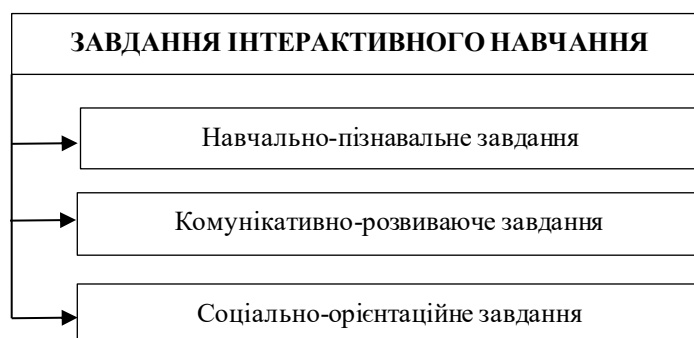 ЗАВДАННЯ ІНТЕРАКТИВНОГО НАВЧАННЯ
Навчально-пізнавальне завдання
Комунікативно-розвиваюче завдання
Соціально-орієнтаційне завдання